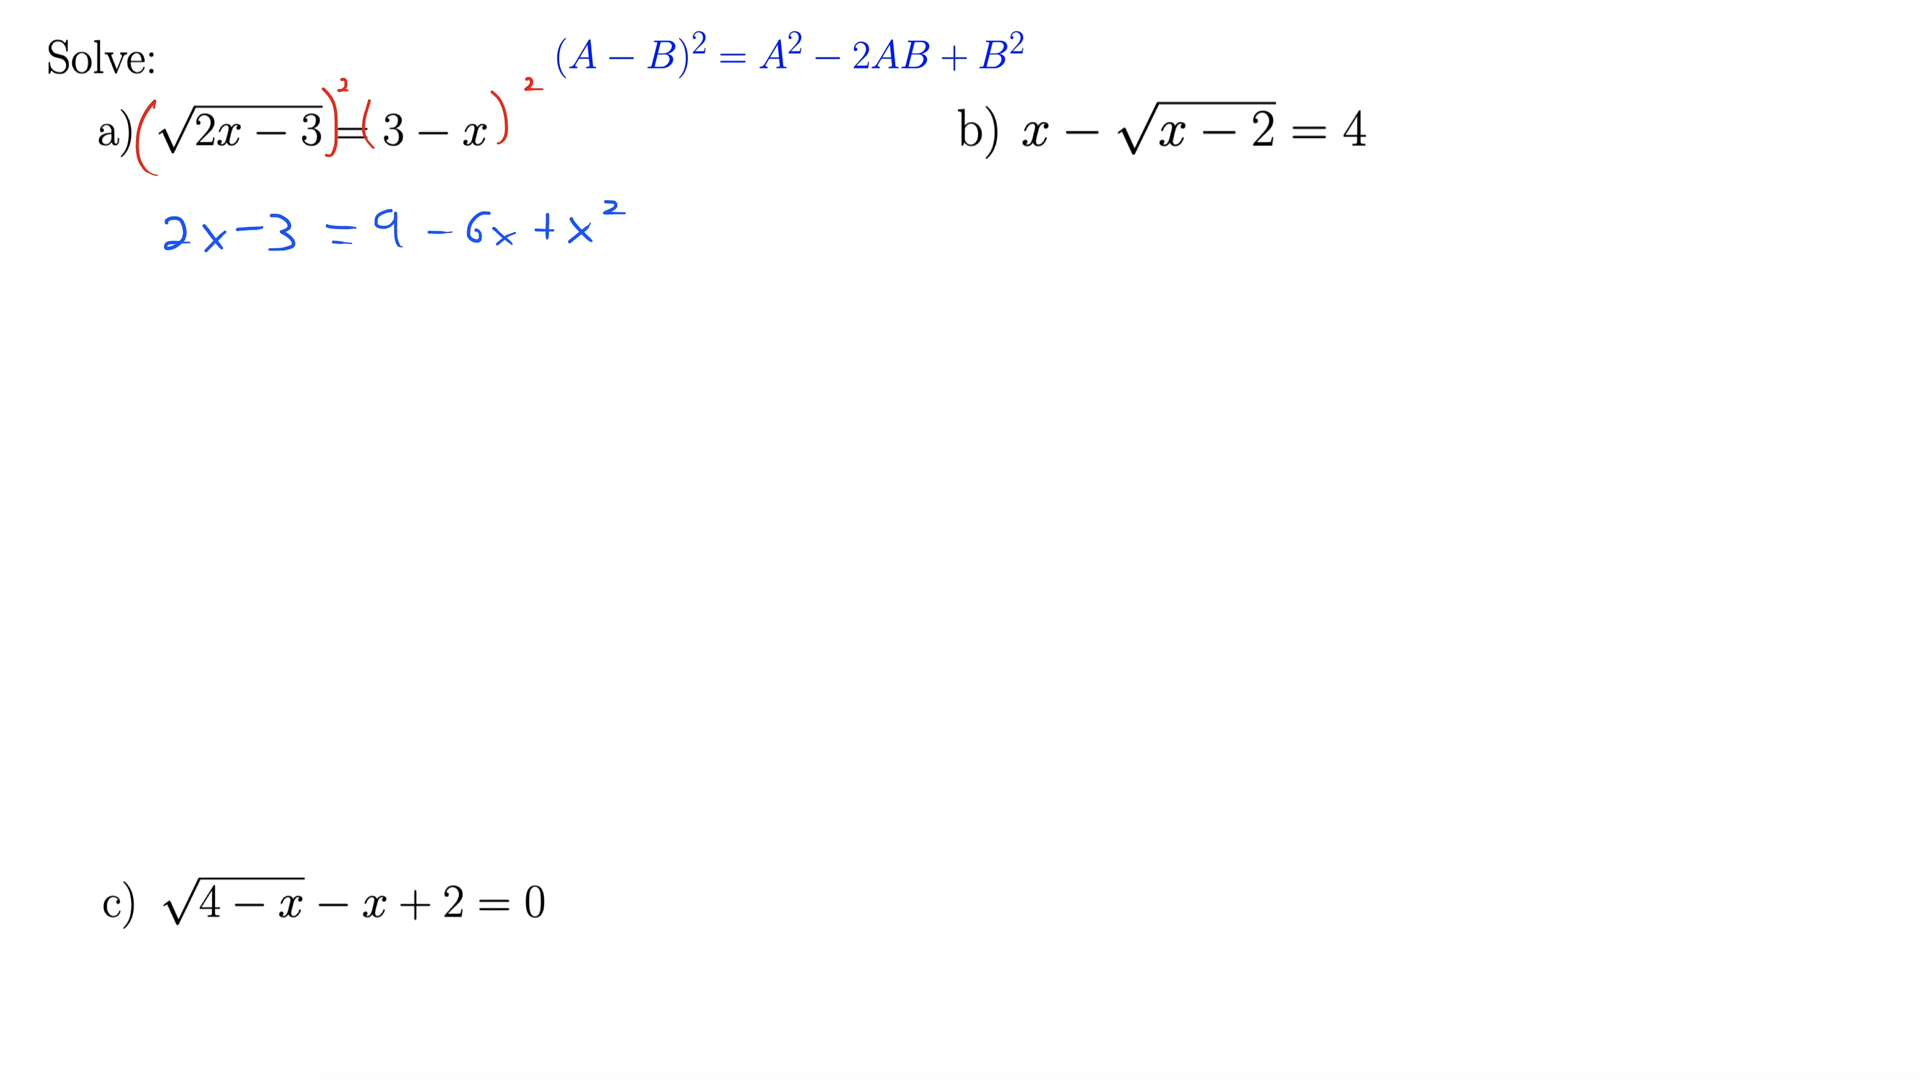 Solve:
(A − B)² = A² − 2AB + B²
a) (√(2x − 3))² = (3 − x)²
2x − 3 = 9 − 6x + x²
b) x − √(x − 2) = 4
c) √(4 − x) − x + 2 = 0